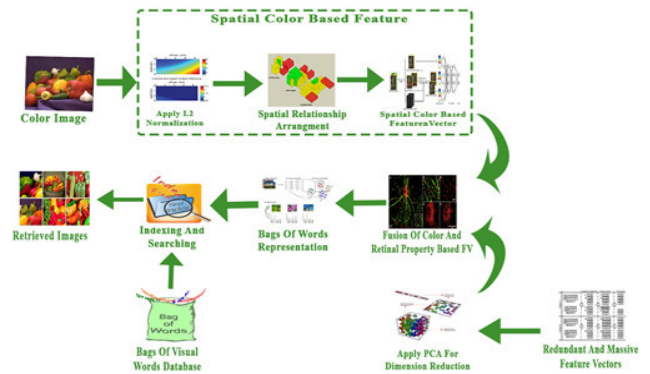 Spatial Color Based Feature
Color Image
Apply L2
Normalization
Spatial Relationship
Arrangment
Spatial Color Based
FeaturenVector
Retrieved Images
Indexing And
Searching
Bags Of Words
Representation
Fusion Of Color And
Retinal Property Based FV
Bag
of
Words
Bags Of Visual
Words Database
Apply PCA For
Dimension Reduction
Redundant And Massive
Feature Vectors